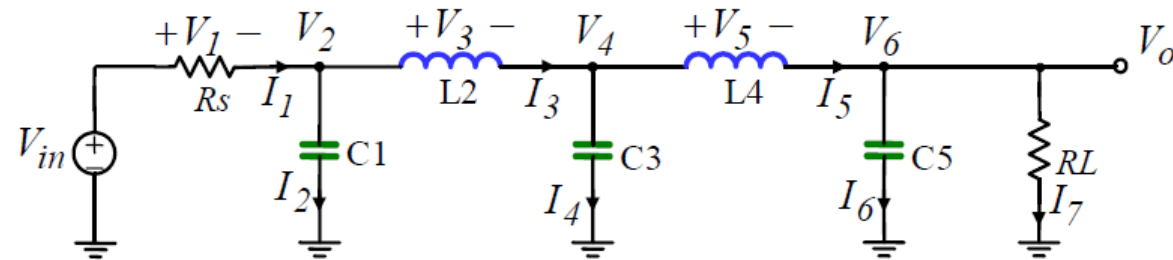 +V1− V2 +V3− V4 +V5− V6 Vo
Rs I1 L2 I3 L4 I5
Vin + − C1 C3 C5 RL
I2 I4 I6 I7